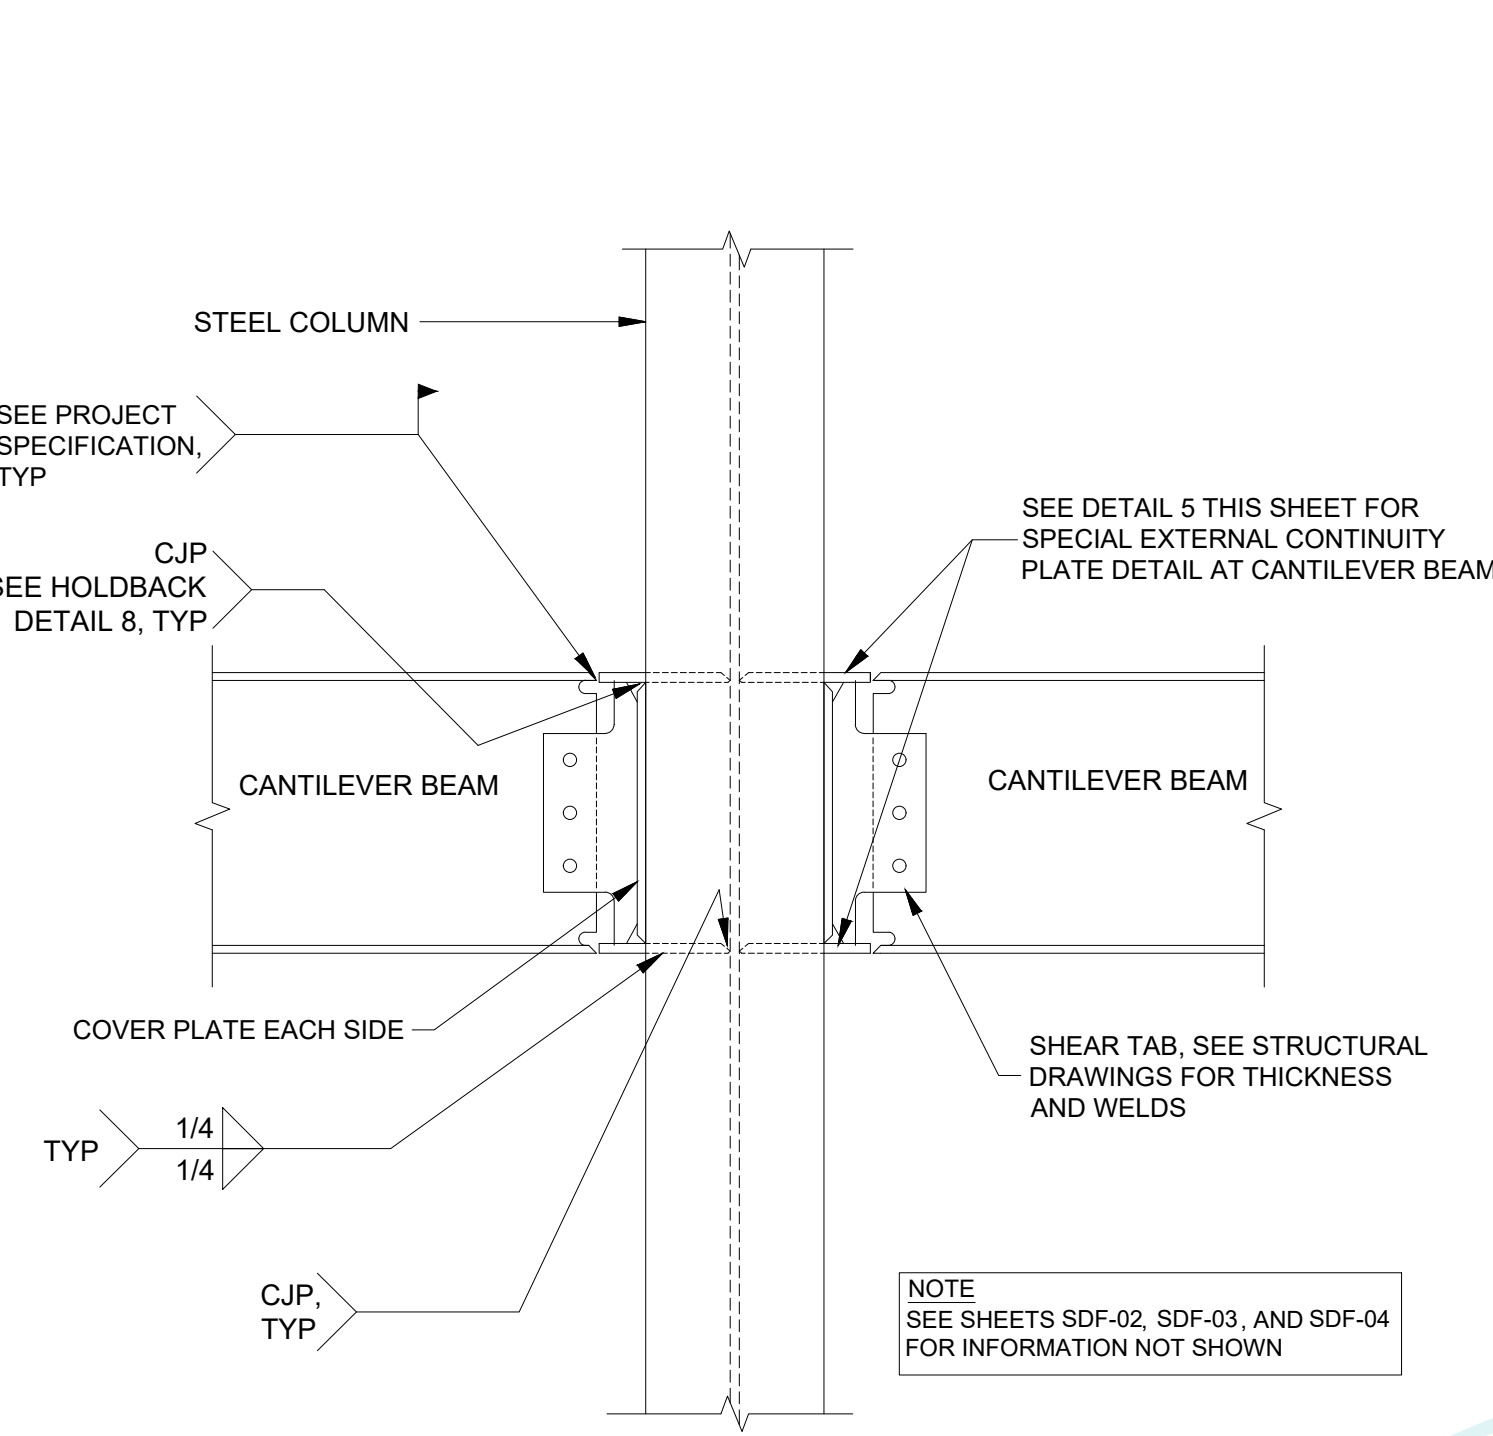 STEEL COLUMN
SEE PROJECT
SPECIFICATION,
TYP
CJP
SEE HOLDBACK
DETAIL 8, TYP
SEE DETAIL 5 THIS SHEET FOR
SPECIAL EXTERNAL CONTINUITY
PLATE DETAIL AT CANTILEVER BEAM
CANTILEVER BEAM
CANTILEVER BEAM
COVER PLATE EACH SIDE
SHEAR TAB, SEE STRUCTURAL
DRAWINGS FOR THICKNESS
AND WELDS
TYP
1/4
1/4
CJP,
TYP
NOTE
SEE SHEETS SDF-02, SDF-03, AND SDF-04
FOR INFORMATION NOT SHOWN